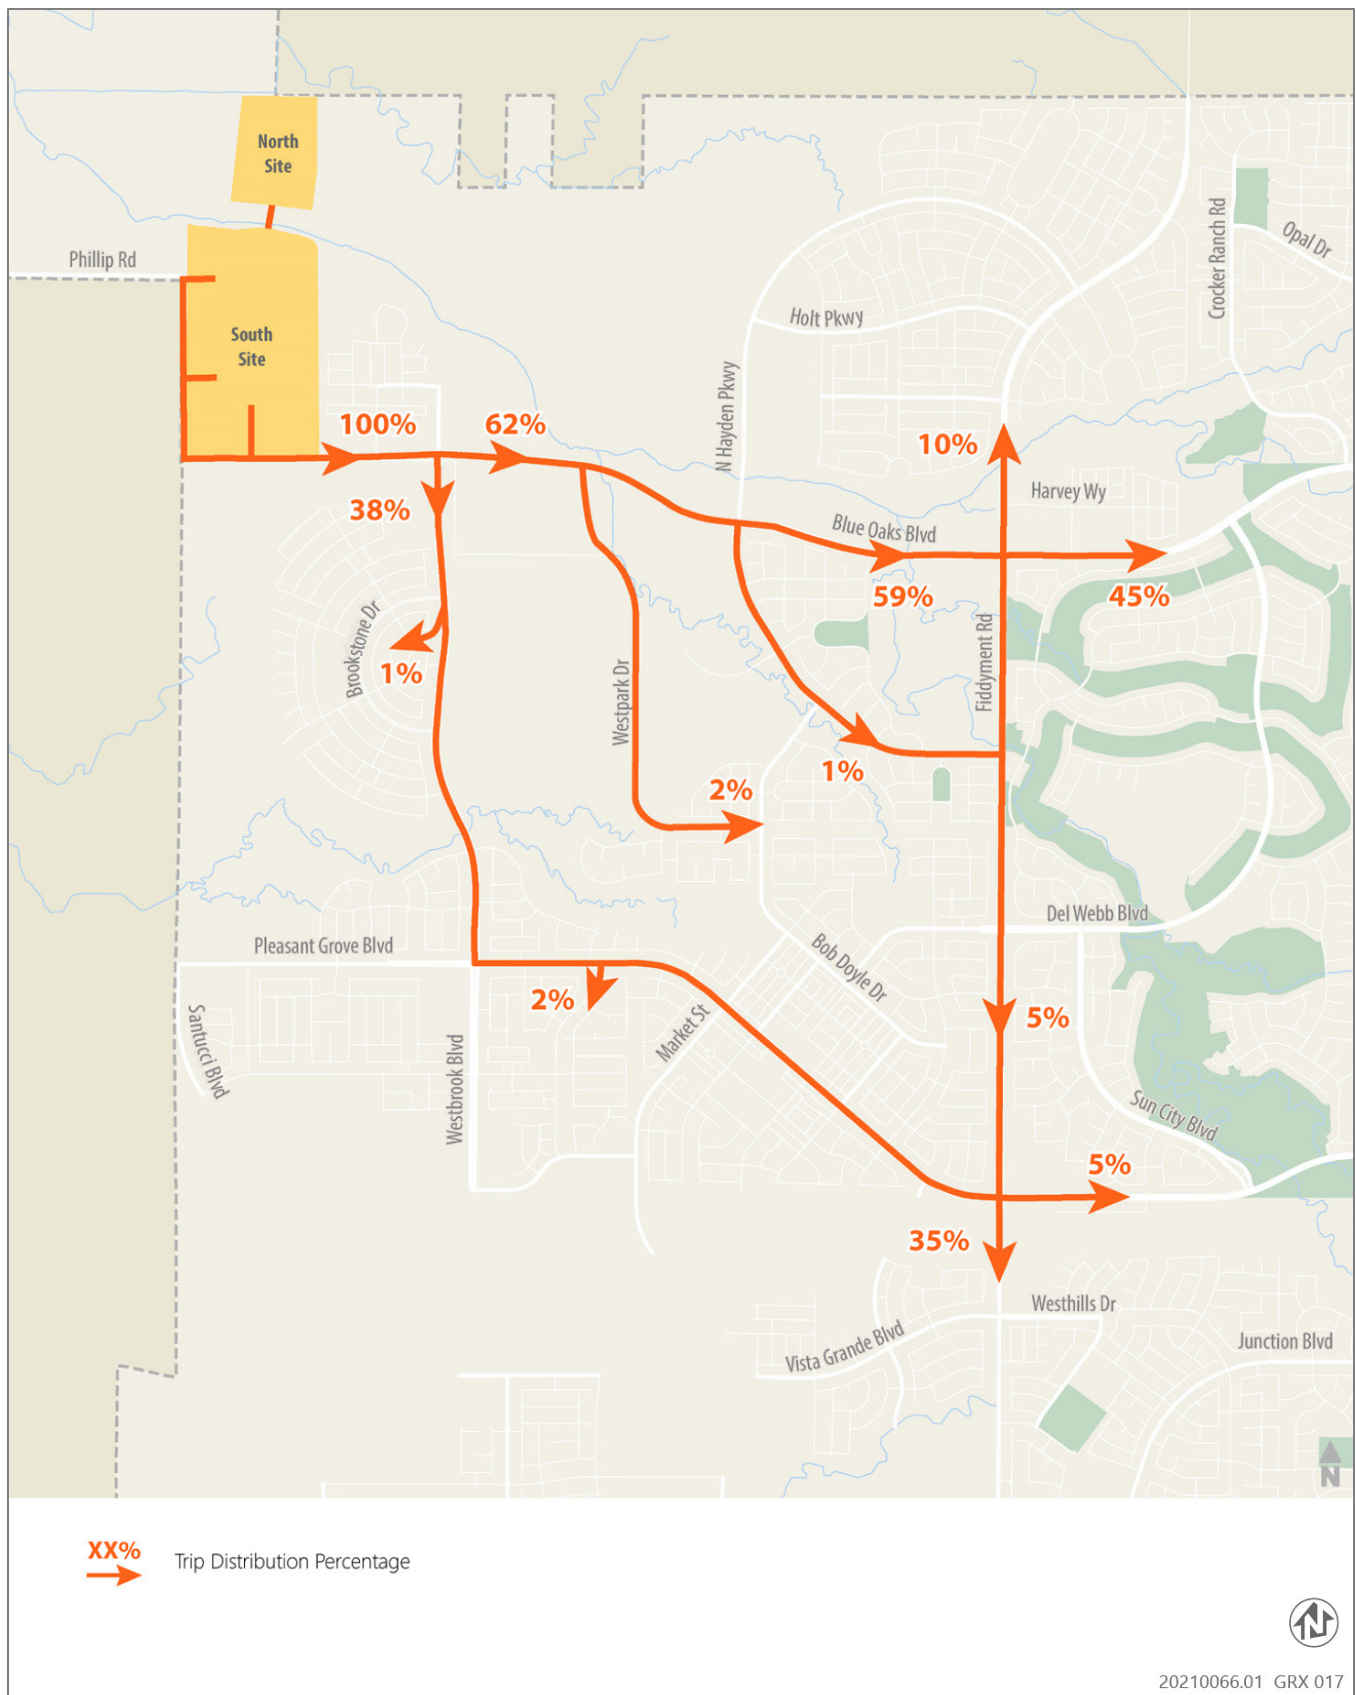 North
Site
Phillip Rd
South
Site
Crocker Ranch Rd
Opal Dr
Holt Pkwy
N Hayden Pkwy
100%
62%
10%
38%
Harvey Wy
Blue Oaks Blvd
59%
45%
Brookstone Dr
1%
Westpark Dr
Fiddyment Rd
1%
2%
Del Webb Blvd
Pleasant Grove Blvd
Bob Doyle Dr
2%
Santucci Blvd
Market St
5%
Westbrook Blvd
Sun City Blvd
5%
35%
Westhills Dr
Vista Grande Blvd
Junction Blvd
N
XX%
Trip Distribution Percentage
N
20210066.01 GRX 017